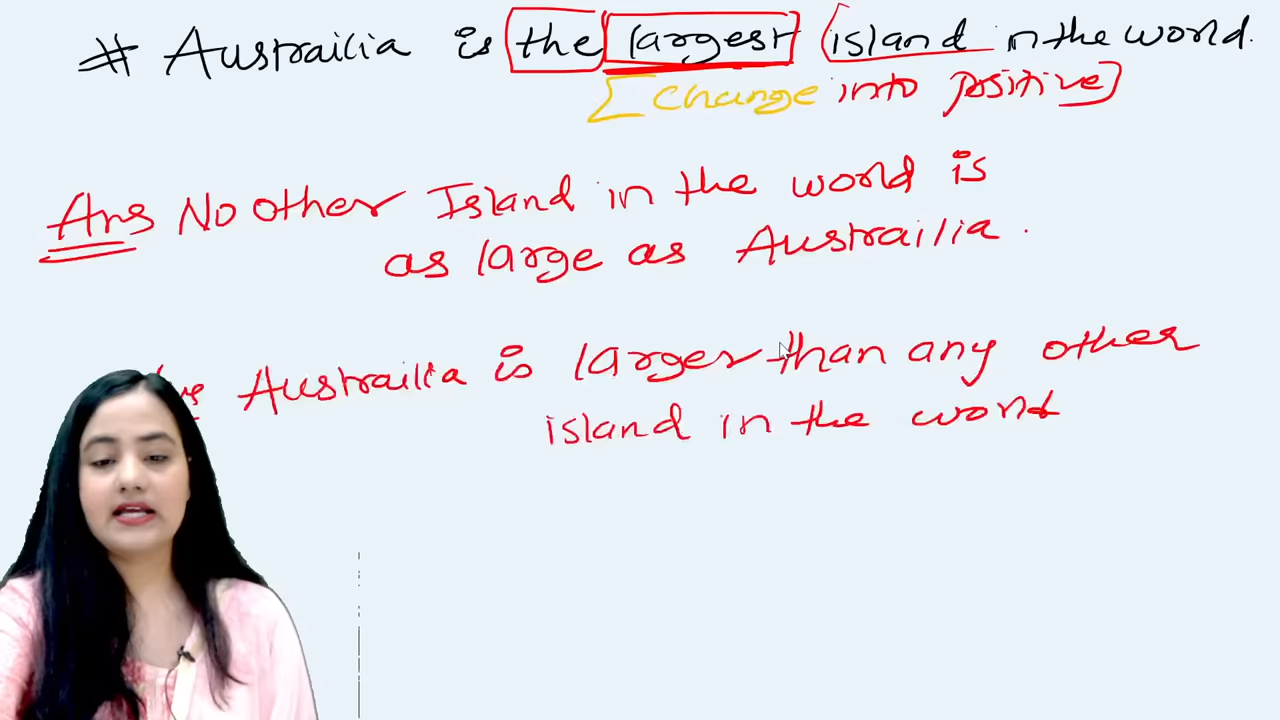 # Austrailia is the largest island in the world.
[change into positive]
Ans No other Island in the world is
as large as Austrailia.
Austrailia is larger than any other
island in the world